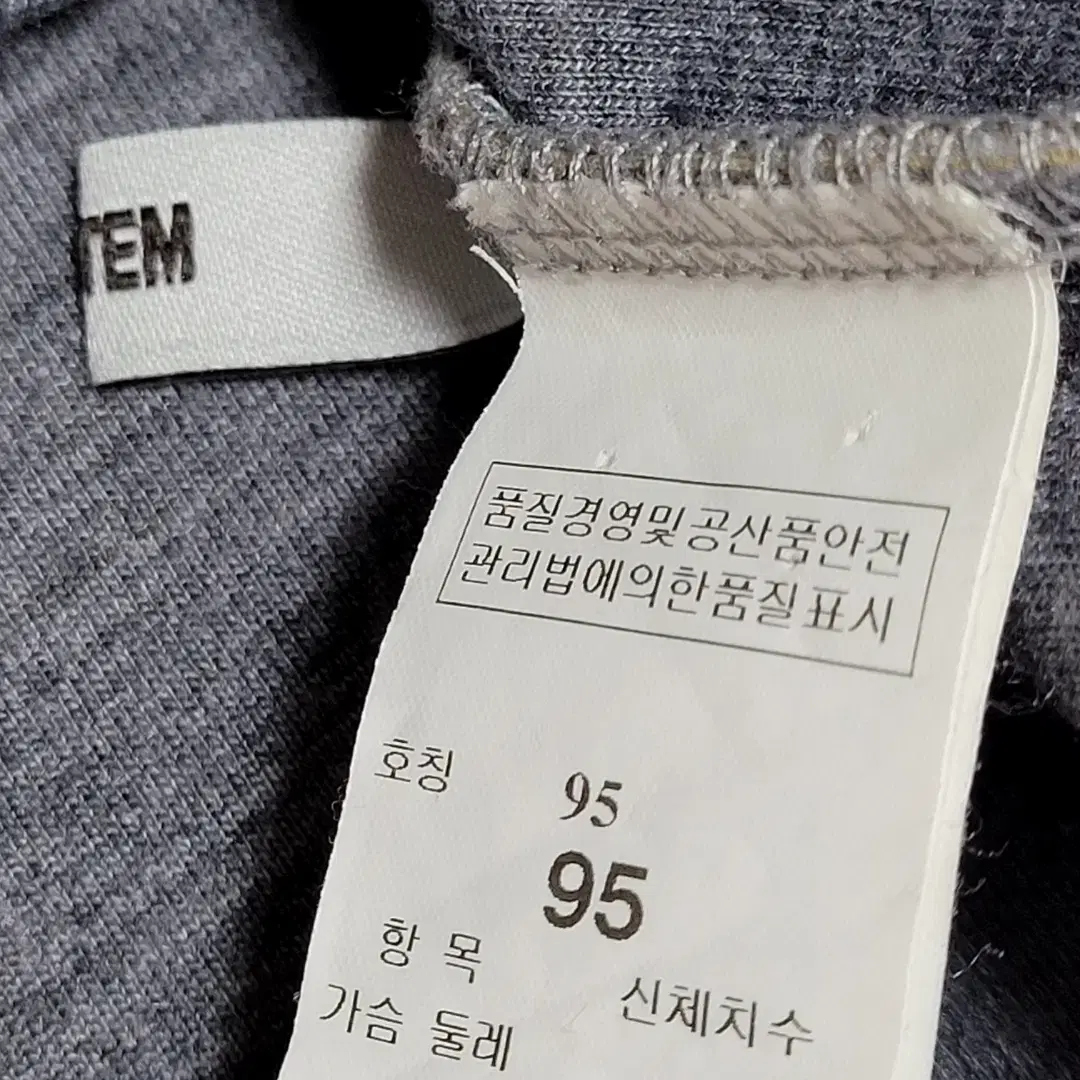 TEM
품질경영및공산품안전
관리법에의한품질표시
호칭 95
95
항 목 신체치수
가슴 둘레